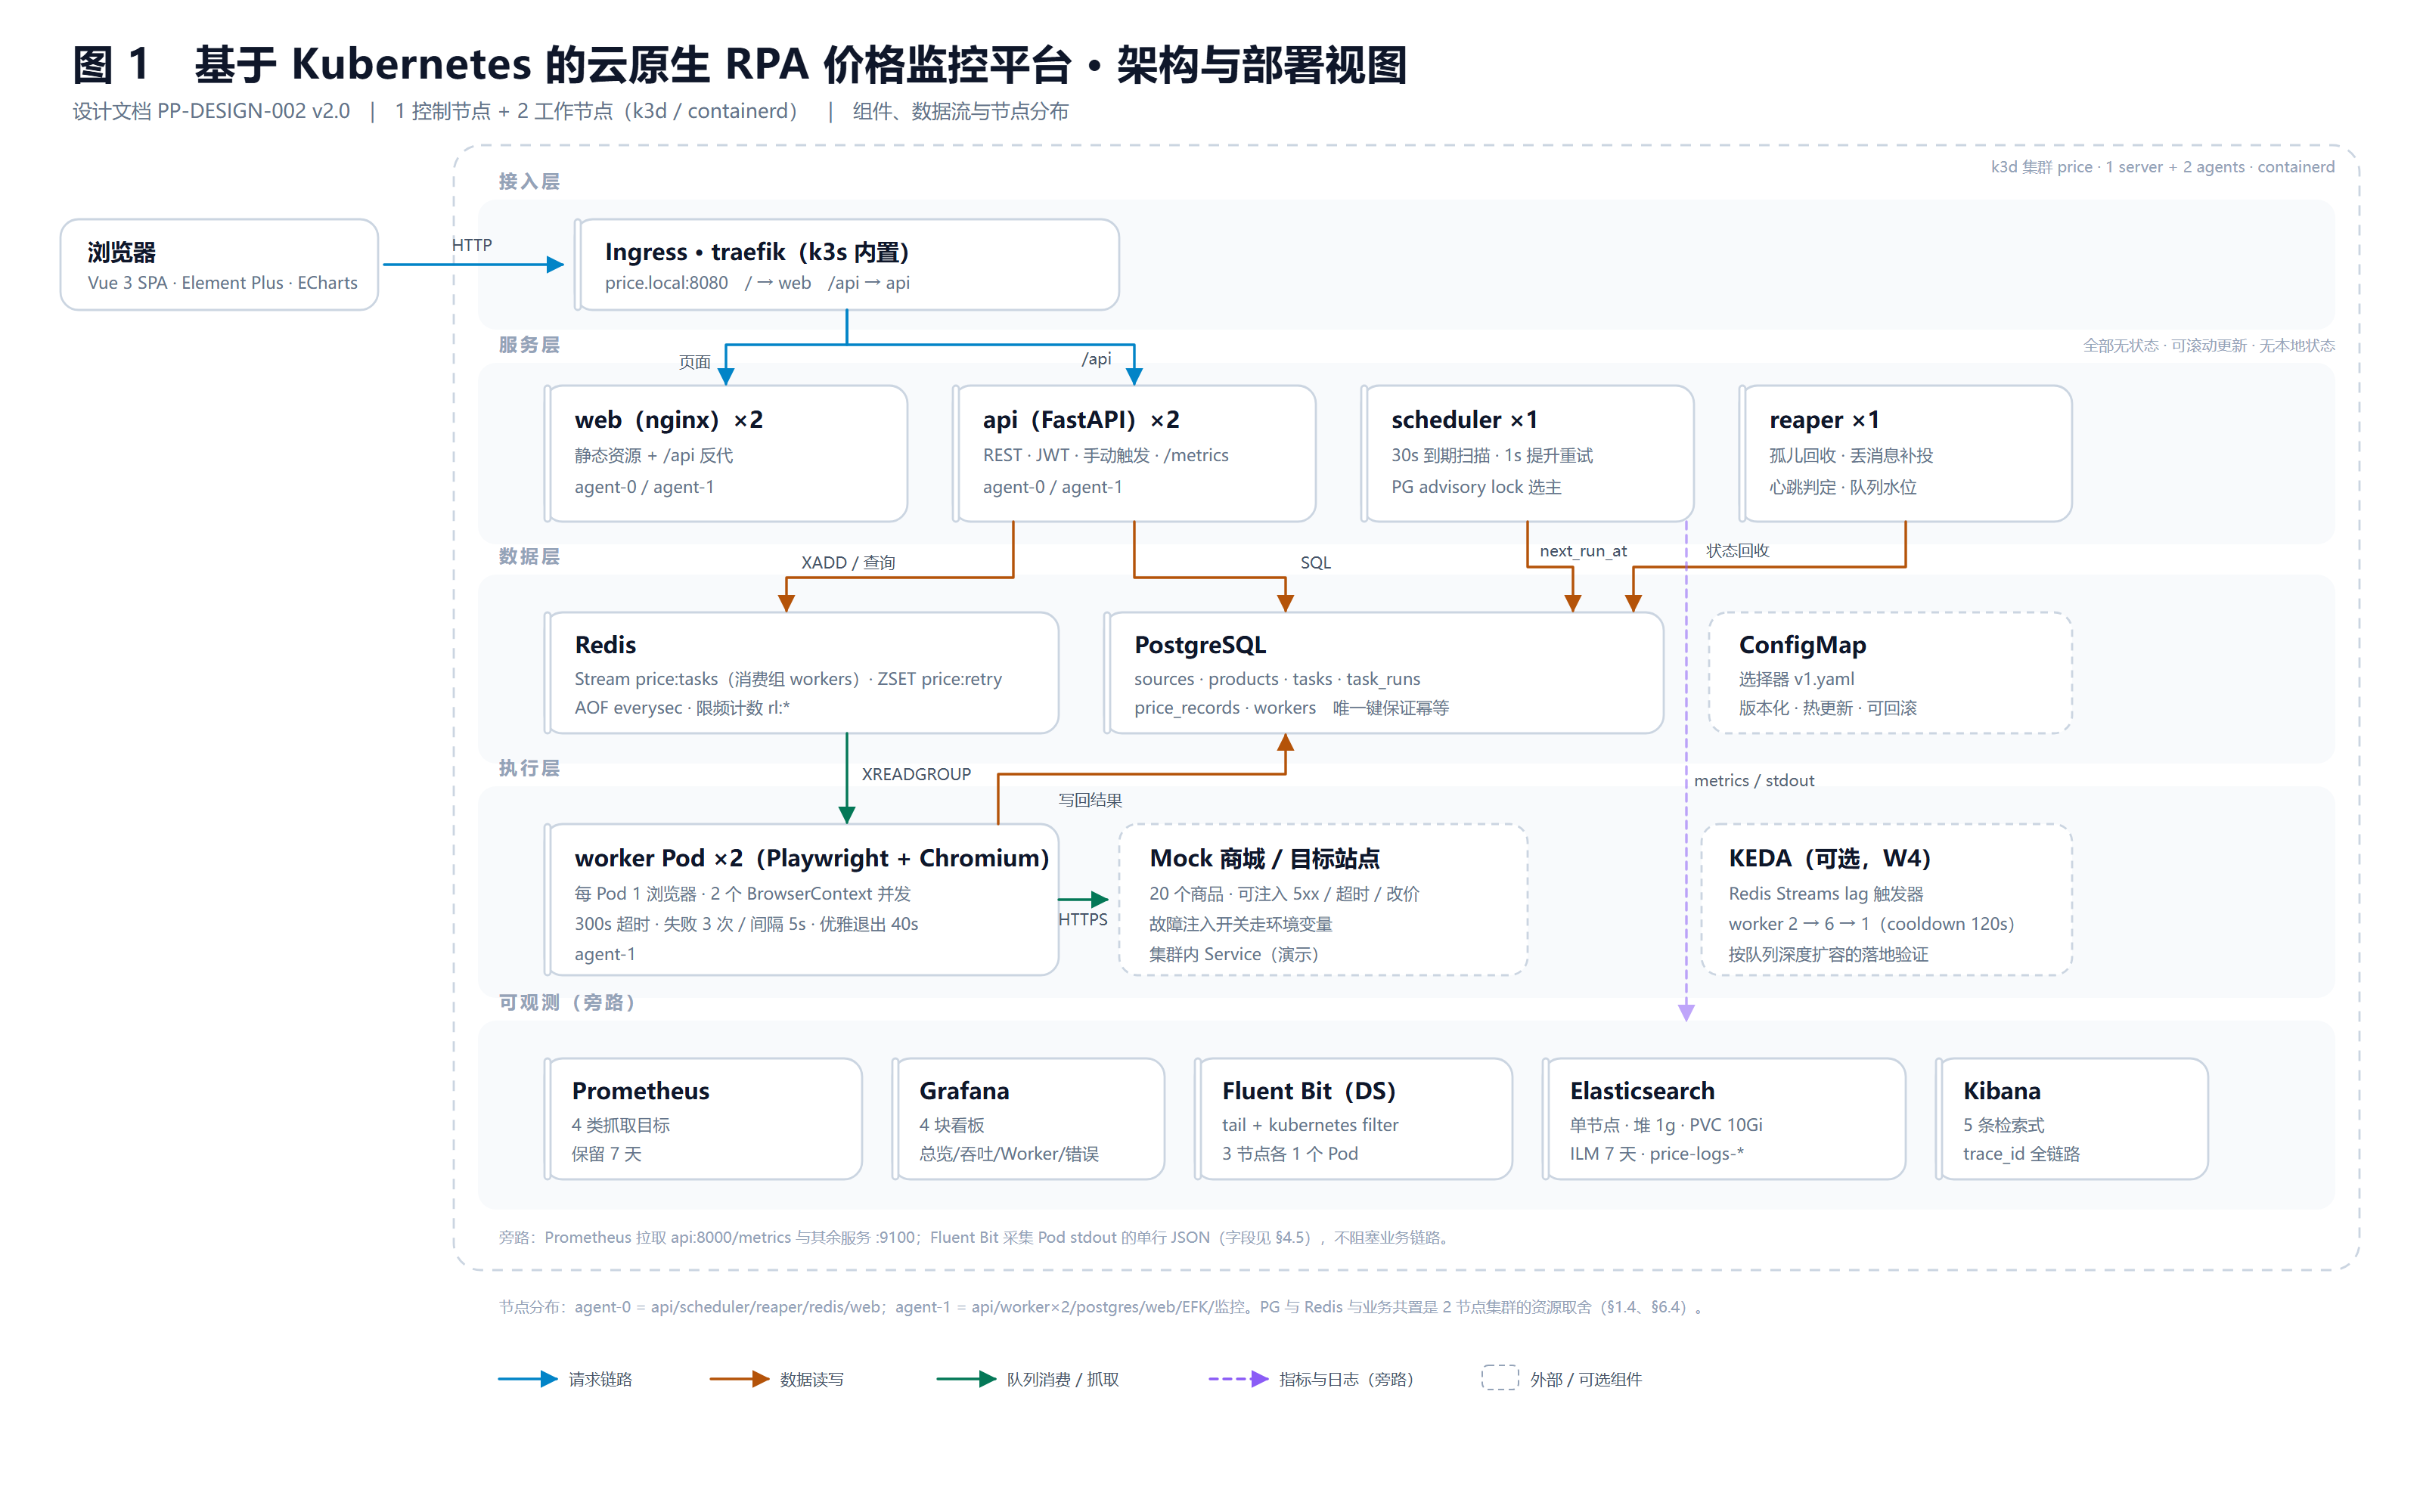 图 1　基于 Kubernetes 的云原生 RPA 价格监控平台 • 架构与部署视图
设计文档 PP-DESIGN-002 v2.0 ｜ 1 控制节点 + 2 工作节点（k3d / containerd） ｜ 组件、数据流与节点分布
k3d 集群 price · 1 server + 2 agents · containerd
接入层
浏览器
Vue 3 SPA · Element Plus · ECharts
HTTP
Ingress • traefik（k3s 内置）
price.local:8080　/ → web　/api → api
服务层
全部无状态 · 可滚动更新 · 无本地状态
页面
/api
web（nginx）×2
静态资源 + /api 反代
agent-0 / agent-1
api（FastAPI）×2
REST · JWT · 手动触发 · /metrics
agent-0 / agent-1
scheduler ×1
30s 到期扫描 · 1s 提升重试
PG advisory lock 选主
reaper ×1
孤儿回收 · 丢消息补投
心跳判定 · 队列水位
数据层
XADD / 查询
SQL
next_run_at
状态回收
Redis
Stream price:tasks（消费组 workers）· ZSET price:retry
AOF everysec · 限频计数 rl:*
PostgreSQL
sources · products · tasks · task_runs
price_records · workers　唯一键保证幂等
ConfigMap
选择器 v1.yaml
版本化 · 热更新 · 可回滚
执行层
XREADGROUP
写回结果
metrics / stdout
worker Pod ×2（Playwright + Chromium）
每 Pod 1 浏览器 · 2 个 BrowserContext 并发
300s 超时 · 失败 3 次 / 间隔 5s · 优雅退出 40s
agent-1
HTTPS
Mock 商城 / 目标站点
20 个商品 · 可注入 5xx / 超时 / 改价
故障注入开关走环境变量
集群内 Service（演示）
KEDA（可选，W4）
Redis Streams lag 触发器
worker 2 → 6 → 1（cooldown 120s）
按队列深度扩容的落地验证
可观测（旁路）
Prometheus
4 类抓取目标
保留 7 天
Grafana
4 块看板
总览/吞吐/Worker/错误
Fluent Bit（DS）
tail + kubernetes filter
3 节点各 1 个 Pod
Elasticsearch
单节点 · 堆 1g · PVC 10Gi
ILM 7 天 · price-logs-*
Kibana
5 条检索式
trace_id 全链路
旁路：Prometheus 拉取 api:8000/metrics 与其余服务 :9100；Fluent Bit 采集 Pod stdout 的单行 JSON（字段见 §4.5），不阻塞业务链路。
节点分布：agent-0 = api/scheduler/reaper/redis/web；agent-1 = api/worker×2/postgres/web/EFK/监控。PG 与 Redis 与业务共置是 2 节点集群的资源取舍（§1.4、§6.4）。
请求链路
数据读写
队列消费 / 抓取
指标与日志（旁路）
外部 / 可选组件